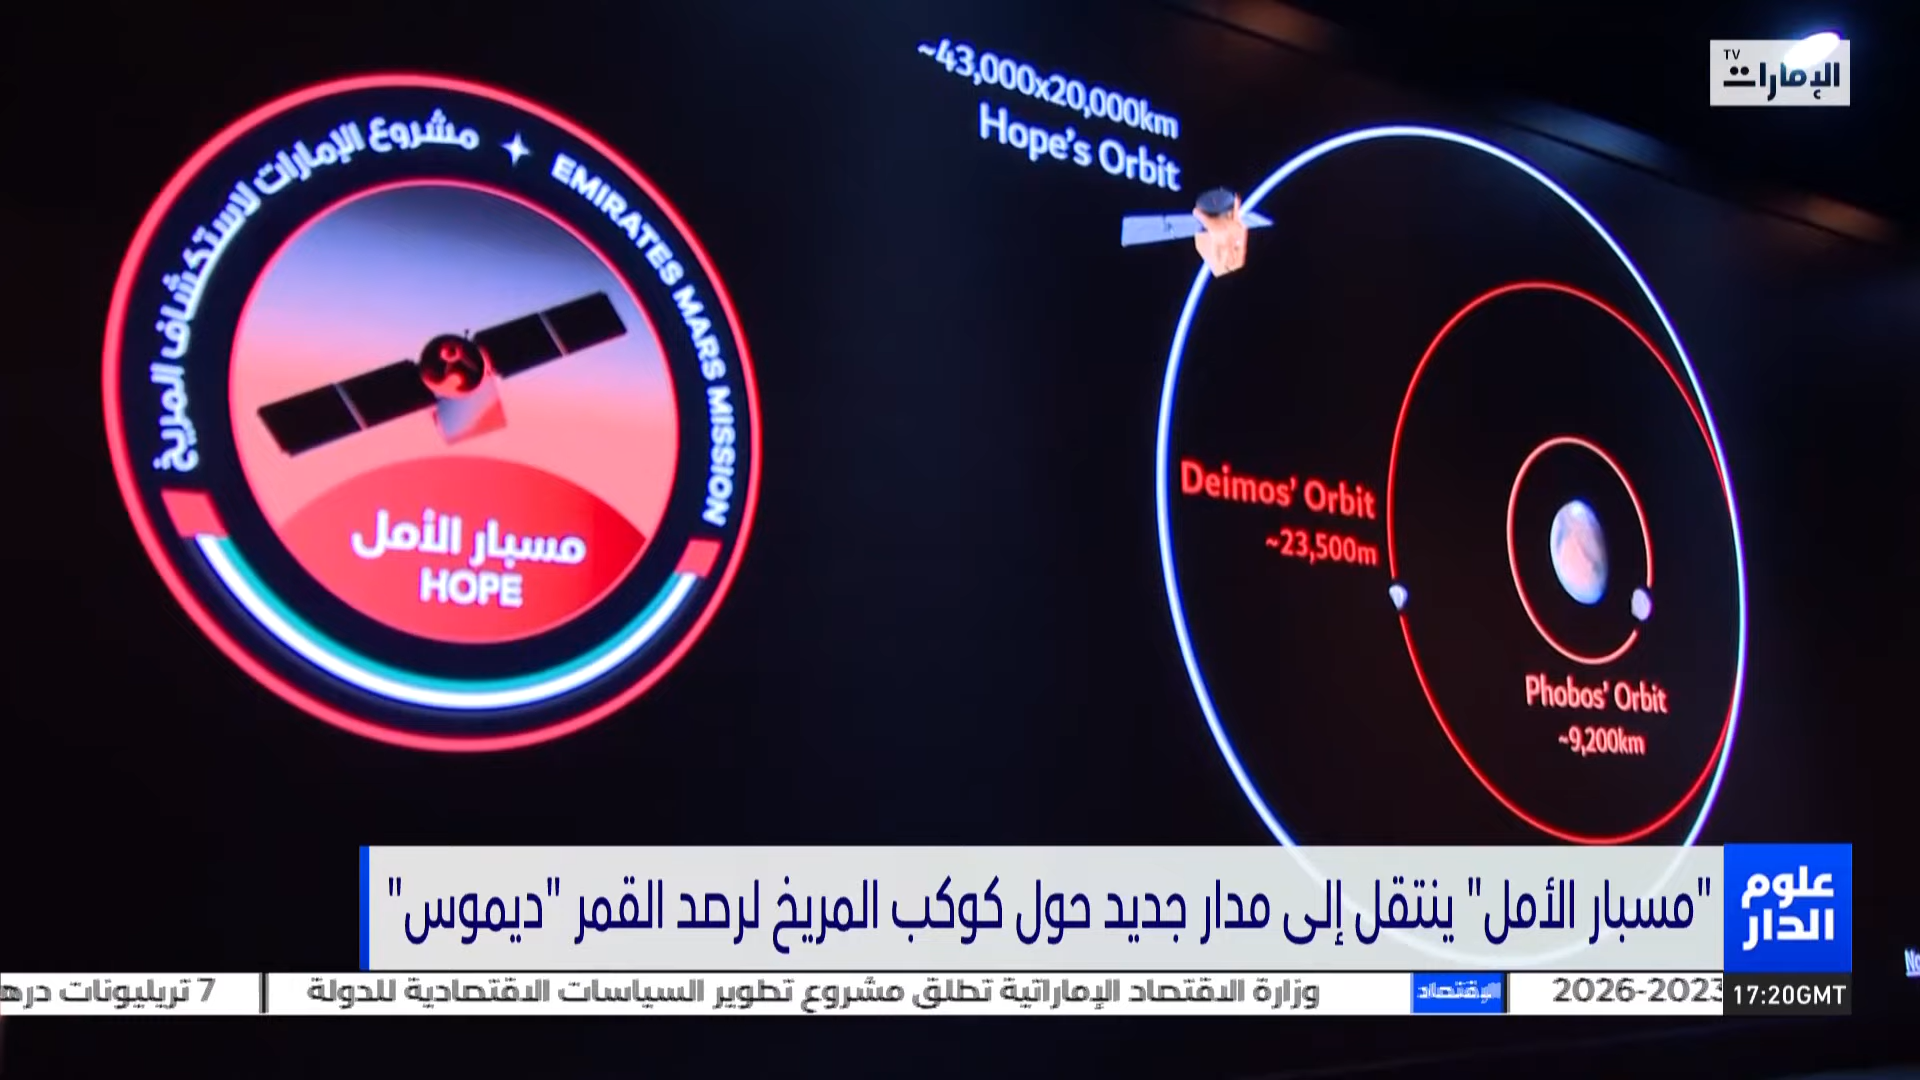 الإمارات
TV
~43,000x20,000km
Hope's Orbit
مشروع الإمارات لاستكشاف المريخ
EMIRATES MARS MISSION
مسبار الأمل
HOPE
Deimos' Orbit
~23,500m
Phobos' Orbit
~9,200km
علوم
الدار
"مسبار الأمل" ينتقل إلى مدار جديد حول كوكب المريخ لرصد القمر "ديموس"
17:20GMT
2026-2023
الاقتصاد
وزارة الاقتصاد الإماراتية تطلق مشروع تطوير السياسات الاقتصادية للدولة
7 تريليونات